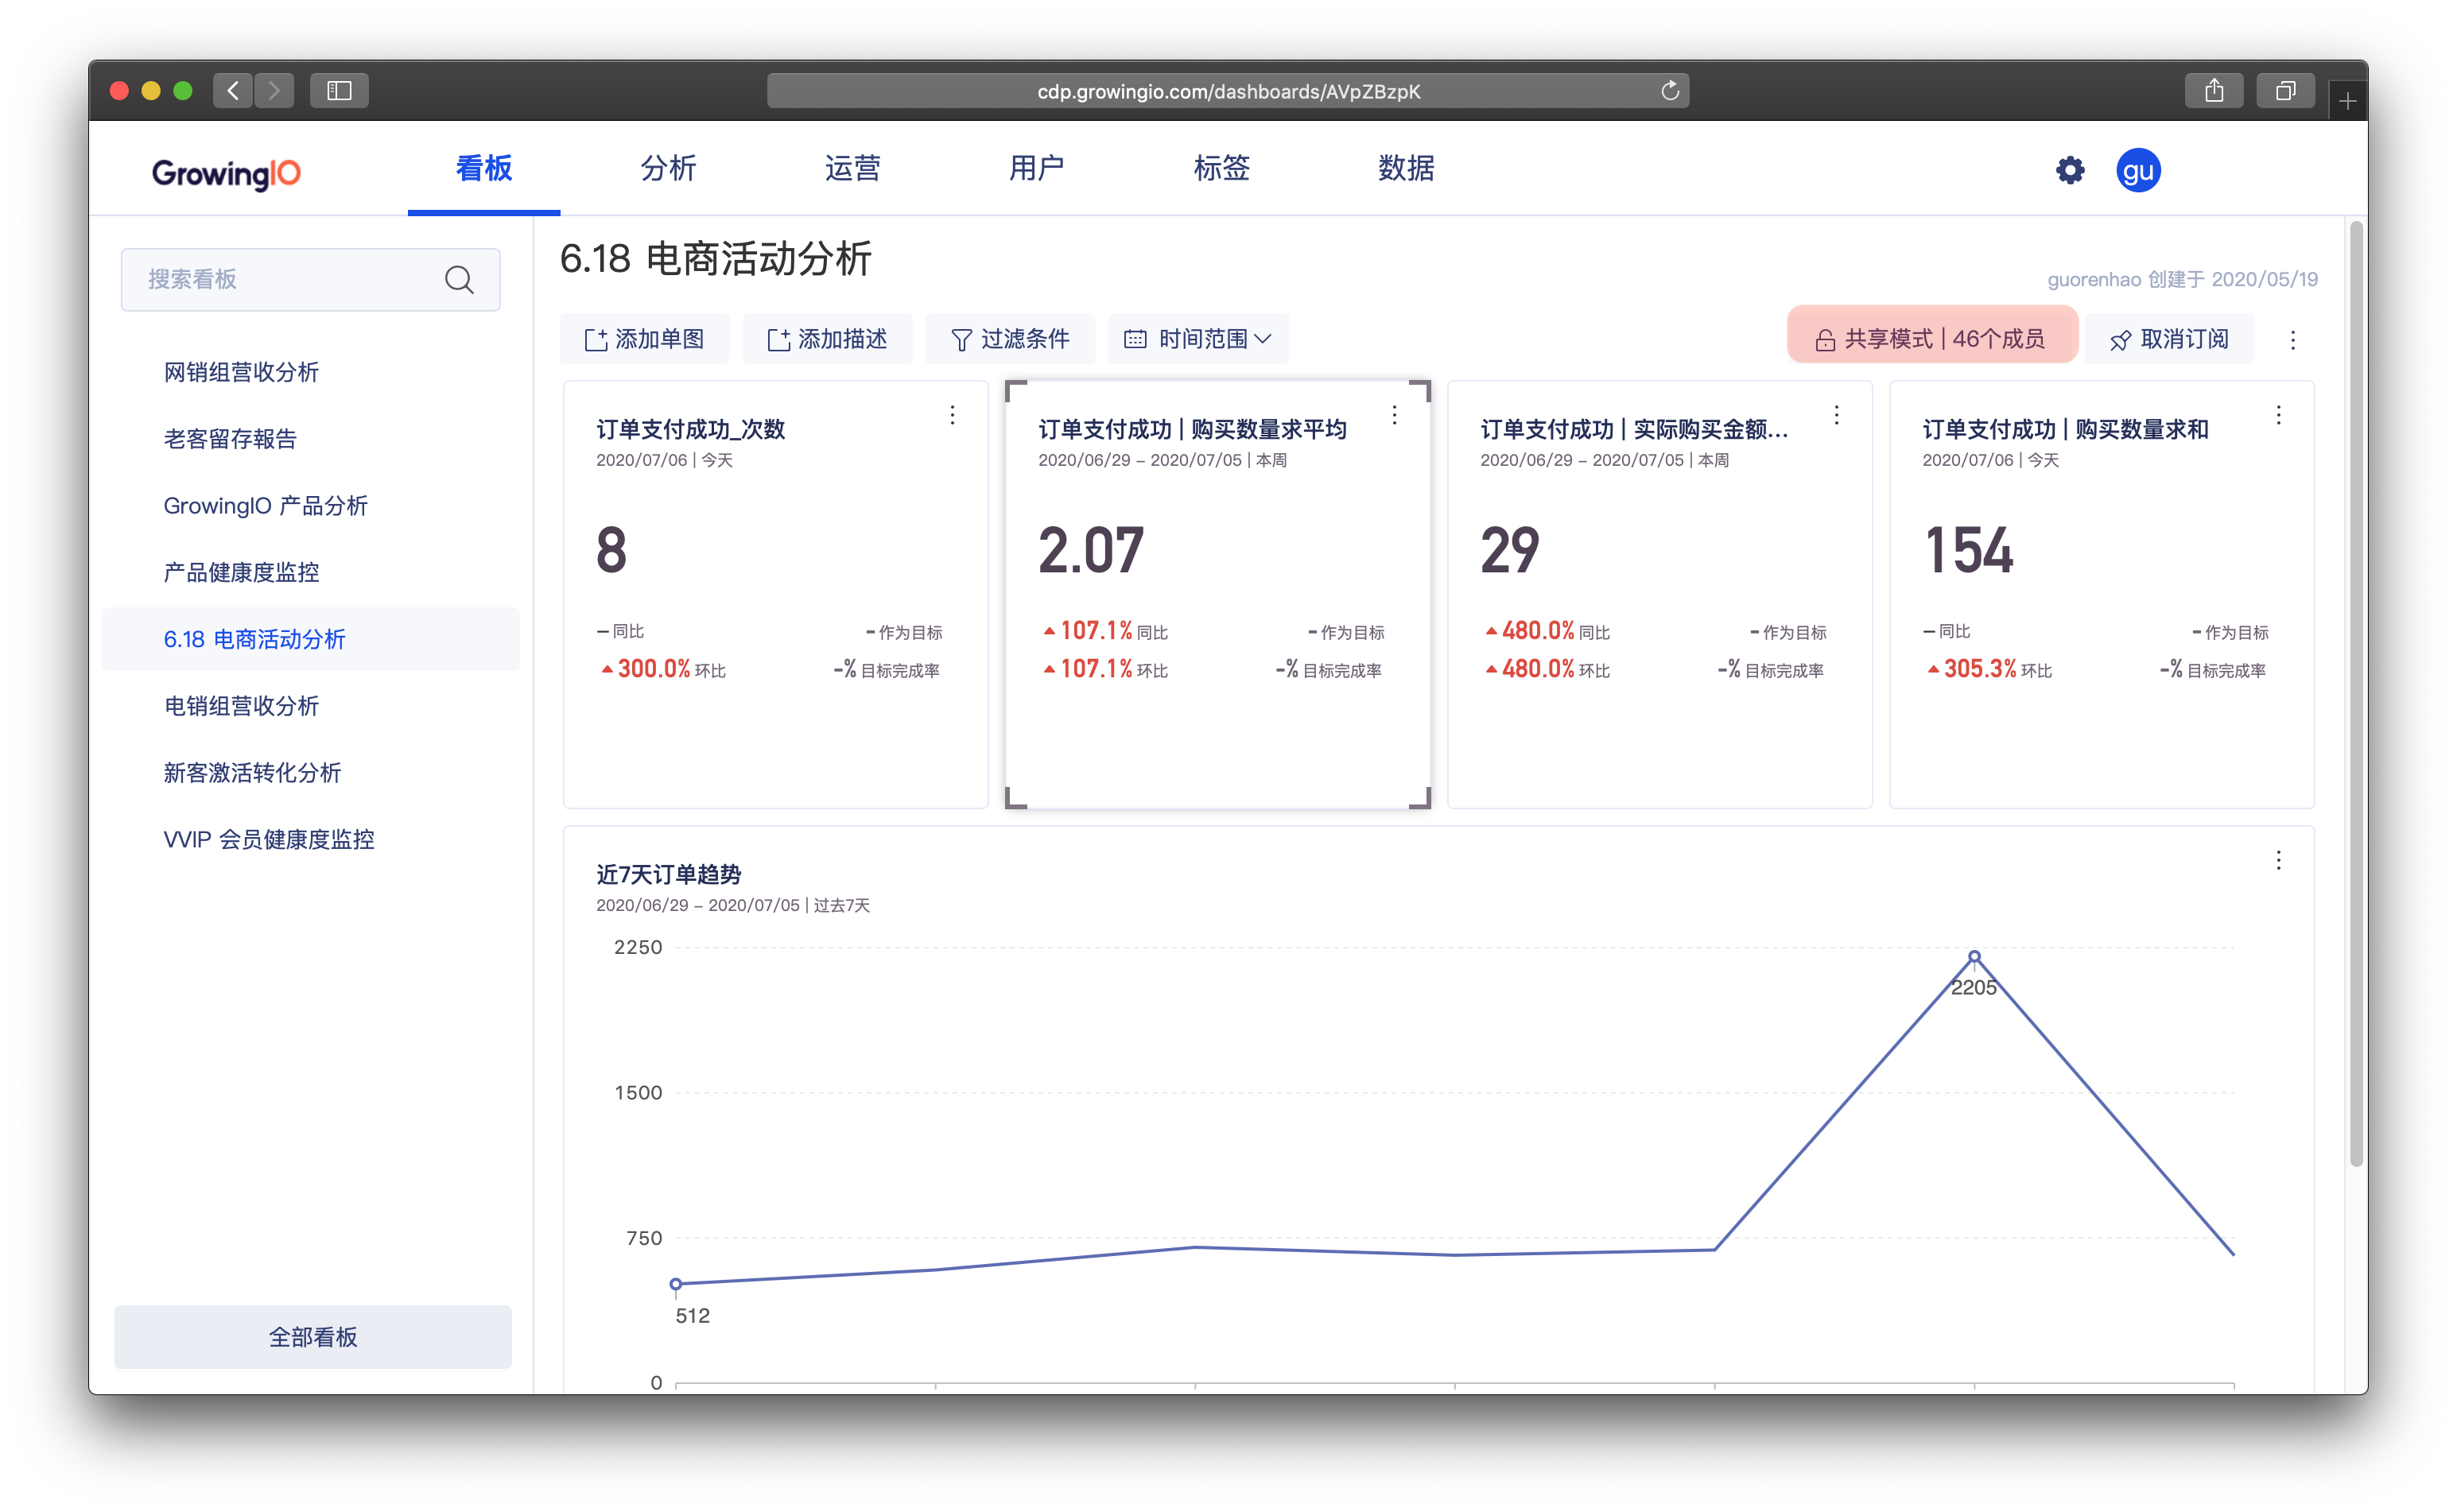 cdp.growingio.com/dashboards/AVpZBzpK
GrowingIO
看板
分析
运营
用户
标签
数据
gu
搜索看板
网销组营收分析
老客留存報告
GrowingIO 产品分析
产品健康度监控
6.18 电商活动分析
电销组营收分析
新客激活转化分析
VVIP 会员健康度监控
全部看板
6.18 电商活动分析
guorenhao 创建于 2020/05/19
添加单图
添加描述
过滤条件
时间范围
共享模式 | 46个成员
取消订阅
订单支付成功_次数
2020/07/06 | 今天
8
– 同比
- 作为目标
300.0% 环比
-% 目标完成率
订单支付成功 | 购买数量求平均
2020/06/29 – 2020/07/05 | 本周
2.07
107.1% 同比
- 作为目标
107.1% 环比
-% 目标完成率
订单支付成功 | 实际购买金额...
2020/06/29 – 2020/07/05 | 本周
29
480.0% 同比
- 作为目标
480.0% 环比
-% 目标完成率
订单支付成功 | 购买数量求和
2020/07/06 | 今天
154
– 同比
- 作为目标
305.3% 环比
-% 目标完成率
近7天订单趋势
2020/06/29 – 2020/07/05 | 过去7天
2250
2205
1500
750
512
0